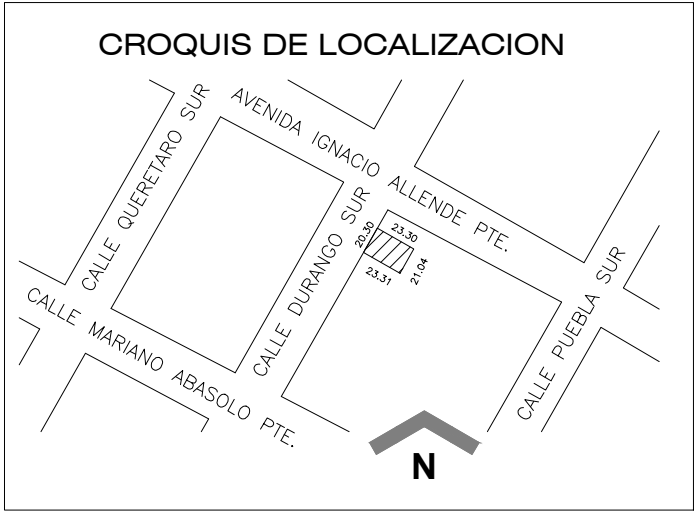 CROQUIS DE LOCALIZACION
CALLE QUERETARO SUR
AVENIDA IGNACIO ALLENDE PTE.
CALLE DURANGO SUR
20.30
23.30
23.31
21.04
CALLE PUEBLA SUR
CALLE MARIANO ABASOLO PTE.
N